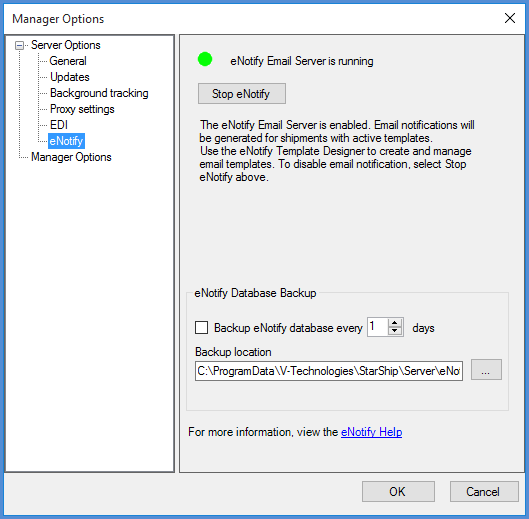 Manager Options
Server Options
General
Updates
Background tracking
Proxy settings
EDI
eNotify
Manager Options
eNotify Email Server is running
Stop eNotify
The eNotify Email Server is enabled. Email notifications will
be generated for shipments with active templates.
Use the eNotify Template Designer to create and manage
email templates. To disable email notification, select Stop
eNotify above.
eNotify Database Backup
Backup eNotify database every 1 days
Backup location
C:\ProgramData\V-Technologies\StarShip\Server\eNot
...
For more information, view the eNotify Help
OK Cancel